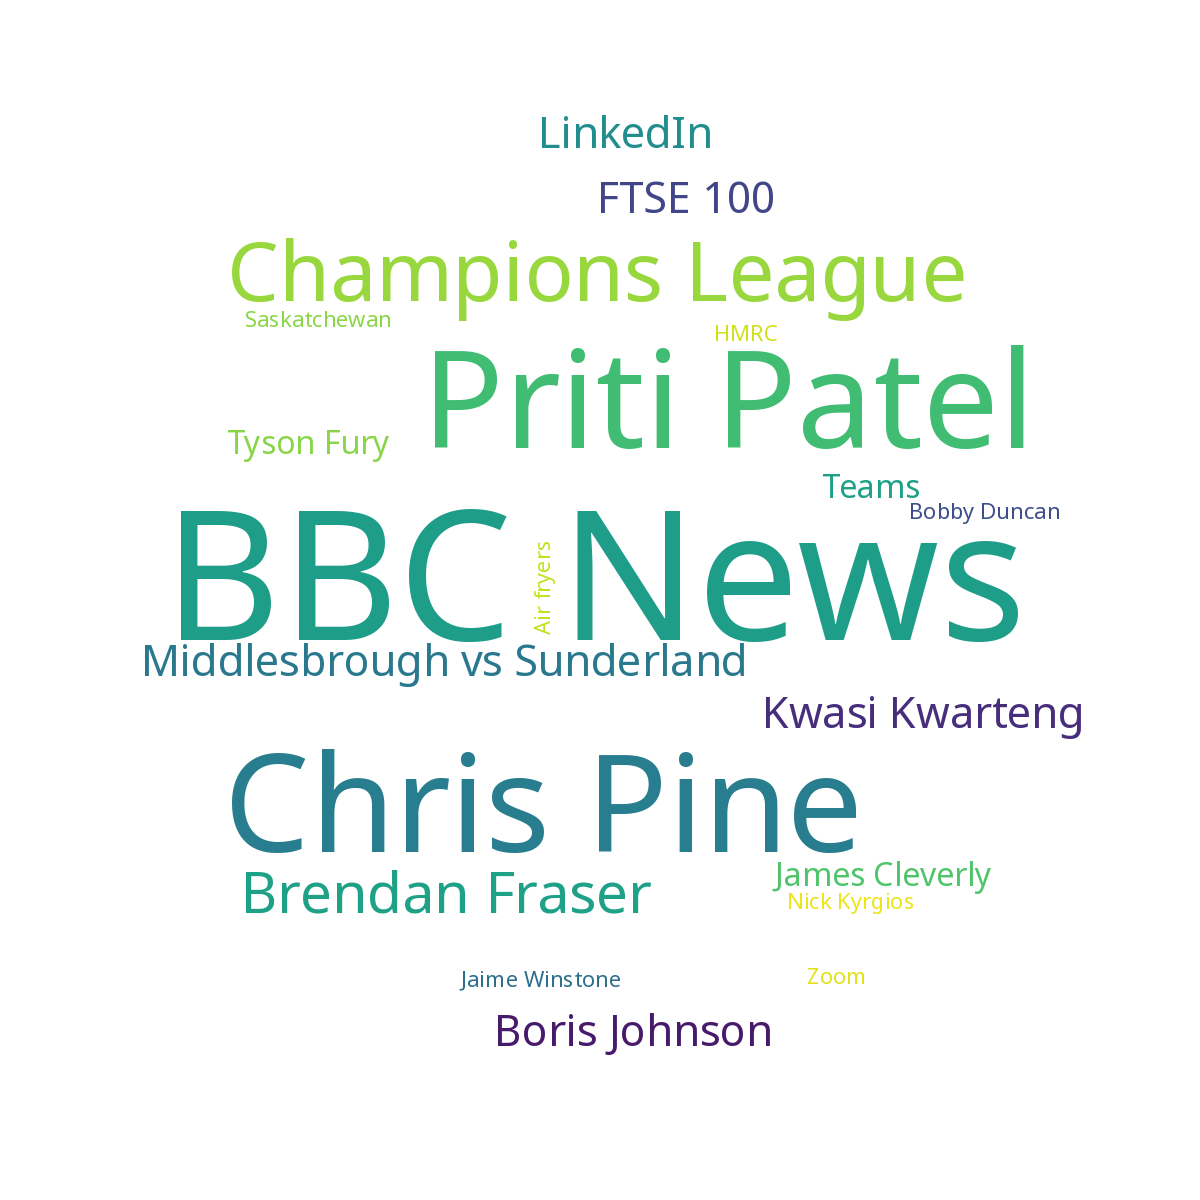 LinkedIn
FTSE 100
Champions League
Saskatchewan
HMRC
Priti Patel
Tyson Fury
Teams
Bobby Duncan
BBC News
Air fryers
Middlesbrough vs Sunderland
Kwasi Kwarteng
Chris Pine
James Cleverly
Brendan Fraser
Nick Kyrgios
Jaime Winstone
Zoom
Boris Johnson